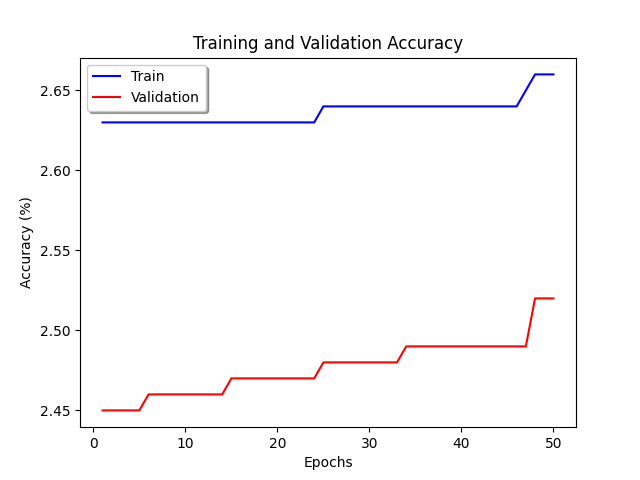 Training and Validation Accuracy
Train
Validation
2.65
2.60
2.55
2.50
2.45
Accuracy (%)
0 10 20 30 40 50
Epochs